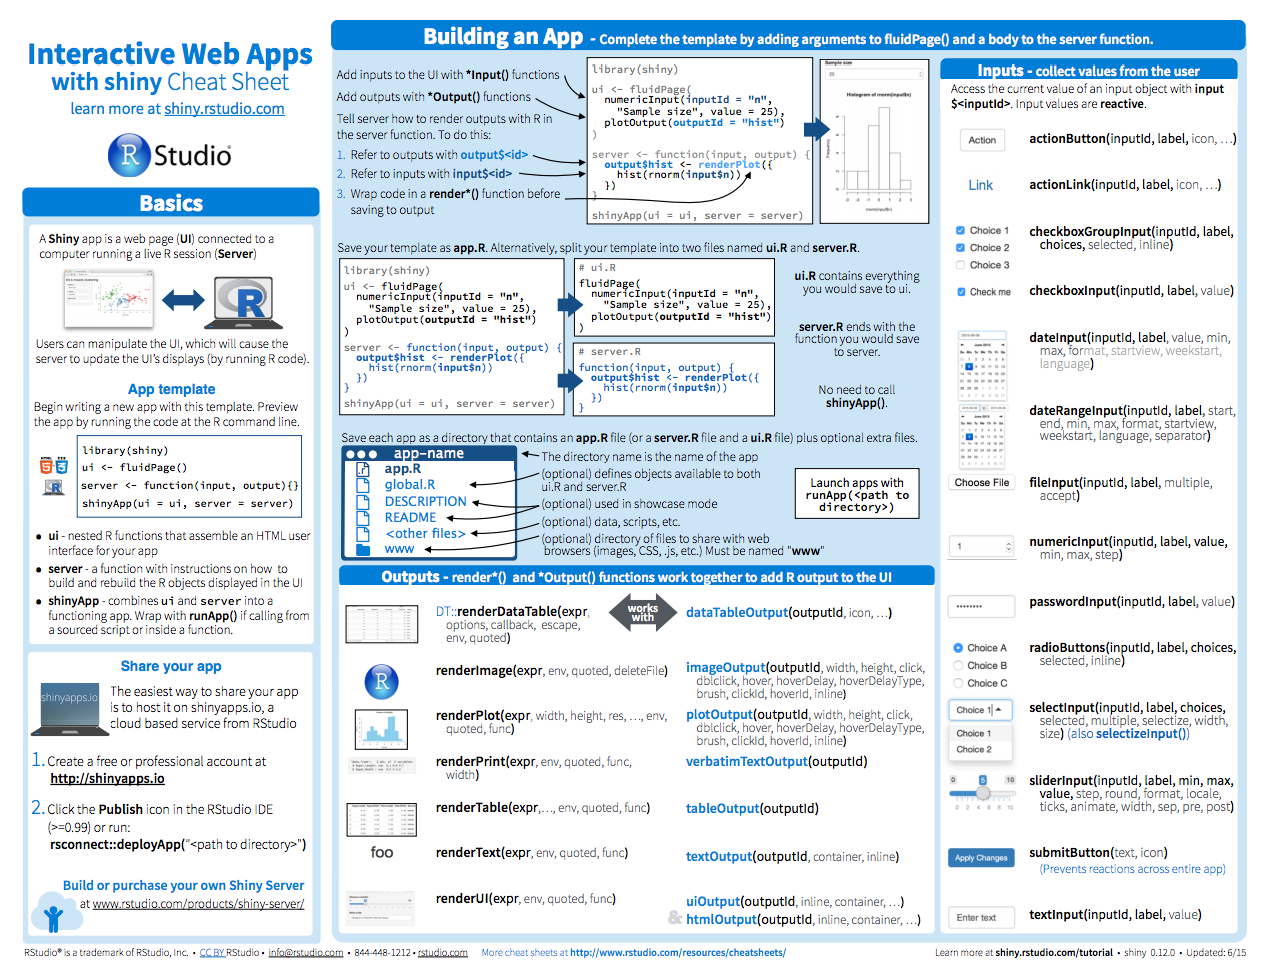 Interactive Web Apps
with shiny Cheat Sheet
learn more at shiny.rstudio.com
R Studio®
Basics
A Shiny app is a web page (UI) connected to a
computer running a live R session (Server)
Users can manipulate the UI, which will cause the
server to update the UI's displays (by running R code).
App template
Begin writing a new app with this template. Preview
the app by running the code at the R command line.
library(shiny)
ui <- fluidPage()
server <- function(input, output){}
shinyApp(ui = ui, server = server)
• ui - nested R functions that assemble an HTML user
interface for your app
• server - a function with instructions on how to
build and rebuild the R objects displayed in the UI
• shinyApp - combines ui and server into a
functioning app. Wrap with runApp() if calling from
a sourced script or inside a function.
Share your app
shinyapps.io
The easiest way to share your app
is to host it on shinyapps.io, a
cloud based service from RStudio
1. Create a free or professional account at
http://shinyapps.io
2. Click the Publish icon in the RStudio IDE
(>=0.99) or run:
rsconnect::deployApp("<path to directory>")
Build or purchase your own Shiny Server
at www.rstudio.com/products/shiny-server/
Building an App - Complete the template by adding arguments to fluidPage() and a body to the server function.
Add inputs to the UI with *Input() functions
Add outputs with *Output() functions
Tell server how to render outputs with R in
the server function. To do this:
1. Refer to outputs with output$<id>
2. Refer to inputs with input$<id>
3. Wrap code in a render*() function before
saving to output
library(shiny)
ui <- fluidPage(
numericInput(inputId = "n",
"Sample size", value = 25),
plotOutput(outputId = "hist")
)
server <- function(input, output) {
output$hist <- renderPlot({
hist(rnorm(input$n))
})
}
shinyApp(ui = ui, server = server)
Sample size
25
Histogram of rnorm(input$n)
Frequency
-3 -2 -1 0 1 2 3
rnorm(input$n)
Save your template as app.R. Alternatively, split your template into two files named ui.R and server.R.
library(shiny)
ui <- fluidPage(
numericInput(inputId = "n",
"Sample size", value = 25),
plotOutput(outputId = "hist")
)
server <- function(input, output) {
output$hist <- renderPlot({
hist(rnorm(input$n))
})
}
shinyApp(ui = ui, server = server)
# ui.R
fluidPage(
numericInput(inputId = "n",
"Sample size", value = 25),
plotOutput(outputId = "hist")
)
# server.R
function(input, output) {
output$hist <- renderPlot({
hist(rnorm(input$n))
})
}
ui.R contains everything
you would save to ui.
server.R ends with the
function you would save
to server.
No need to call
shinyApp().
Save each app as a directory that contains an app.R file (or a server.R file and a ui.R file) plus optional extra files.
app-name
app.R
global.R
DESCRIPTION
README
<other files>
www
The directory name is the name of the app
(optional) defines objects available to both
ui.R and server.R
(optional) used in showcase mode
(optional) data, scripts, etc.
(optional) directory of files to share with web
browsers (images, CSS, .js, etc.) Must be named "www"
Launch apps with
runApp(<path to
directory>)
Outputs - render*() and *Output() functions work together to add R output to the UI
works
with
DT::renderDataTable(expr,
options, callback, escape,
env, quoted)
dataTableOutput(outputId, icon, …)
renderImage(expr, env, quoted, deleteFile)
imageOutput(outputId, width, height, click,
dblclick, hover, hoverDelay, hoverDelayType,
brush, clickId, hoverId, inline)
renderPlot(expr, width, height, res, …, env,
quoted, func)
plotOutput(outputId, width, height, click,
dblclick, hover, hoverDelay, hoverDelayType,
brush, clickId, hoverId, inline)
renderPrint(expr, env, quoted, func,
width)
verbatimTextOutput(outputId)
renderTable(expr,…, env, quoted, func)
tableOutput(outputId)
foo
renderText(expr, env, quoted, func)
textOutput(outputId, container, inline)
renderUI(expr, env, quoted, func)
uiOutput(outputId, inline, container, …)
& htmlOutput(outputId, inline, container, …)
Inputs - collect values from the user
Access the current value of an input object with input
$<inputId>. Input values are reactive.
Action
actionButton(inputId, label, icon, …)
Link
actionLink(inputId, label, icon, …)
Choice 1
Choice 2
Choice 3
checkboxGroupInput(inputId, label,
choices, selected, inline)
Check me
checkboxInput(inputId, label, value)
dateInput(inputId, label, value, min,
max, format, startview, weekstart,
language)
dateRangeInput(inputId, label, start,
end, min, max, format, startview,
weekstart, language, separator)
Choose File
fileInput(inputId, label, multiple,
accept)
1
numericInput(inputId, label, value,
min, max, step)
passwordInput(inputId, label, value)
Choice A
Choice B
Choice C
radioButtons(inputId, label, choices,
selected, inline)
Choice 1
Choice 1
Choice 2
selectInput(inputId, label, choices,
selected, multiple, selectize, width,
size) (also selectizeInput())
0 5 10
0 2 4 6 8 10
sliderInput(inputId, label, min, max,
value, step, round, format, locale,
ticks, animate, width, sep, pre, post)
Apply Changes
submitButton(text, icon)
(Prevents reactions across entire app)
Enter text
textInput(inputId, label, value)
RStudio® is a trademark of RStudio, Inc. • CC BY RStudio • info@rstudio.com • 844-448-1212 • rstudio.com
More cheat sheets at http://www.rstudio.com/resources/cheatsheets/
Learn more at shiny.rstudio.com/tutorial • shiny 0.12.0 • Updated: 6/15